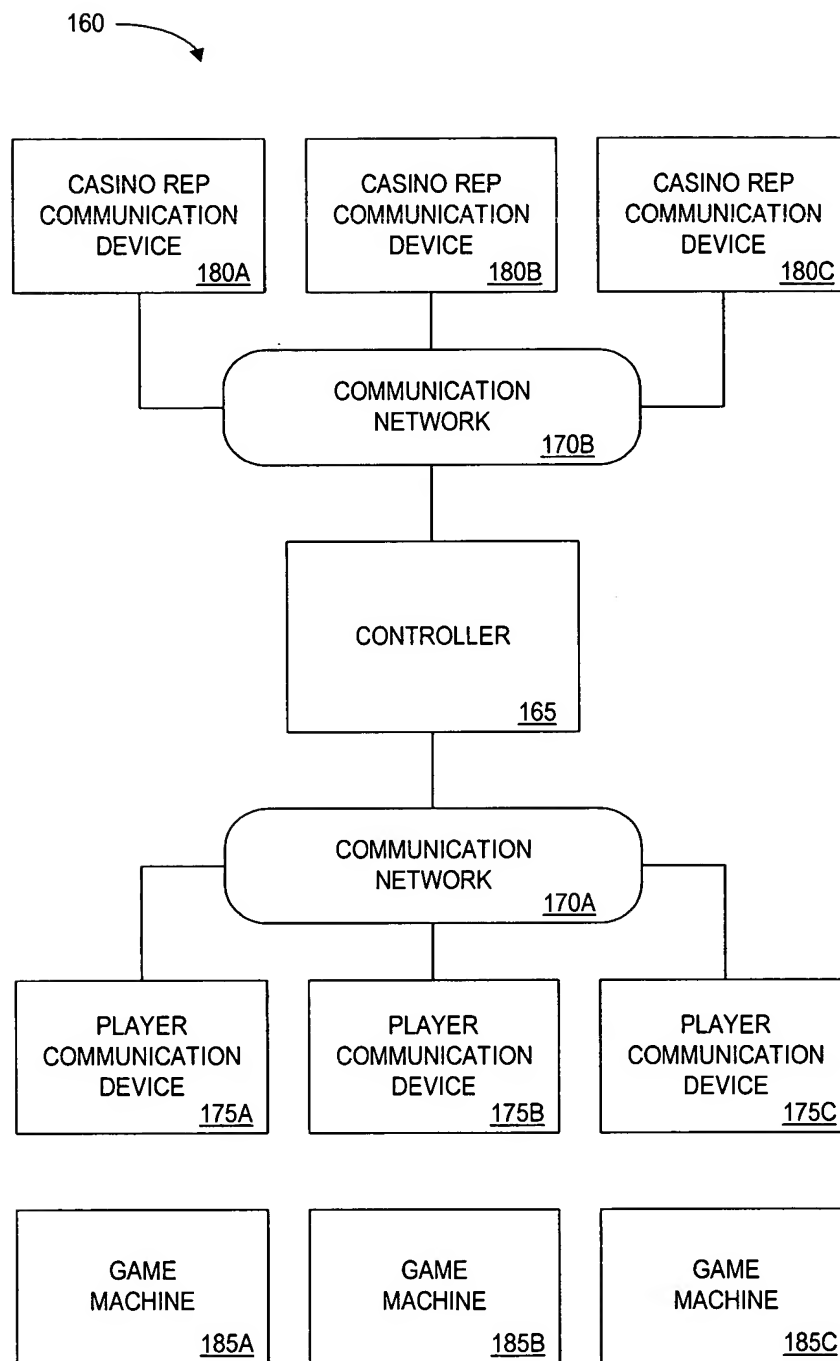 160
CASINO REP
COMMUNICATION
DEVICE
180A
CASINO REP
COMMUNICATION
DEVICE
180B
CASINO REP
COMMUNICATION
DEVICE
180C
COMMUNICATION
NETWORK
170B
CONTROLLER
165
COMMUNICATION
NETWORK
170A
PLAYER
COMMUNICATION
DEVICE
175A
PLAYER
COMMUNICATION
DEVICE
175B
PLAYER
COMMUNICATION
DEVICE
175C
GAME
MACHINE
185A
GAME
MACHINE
185B
GAME
MACHINE
185C